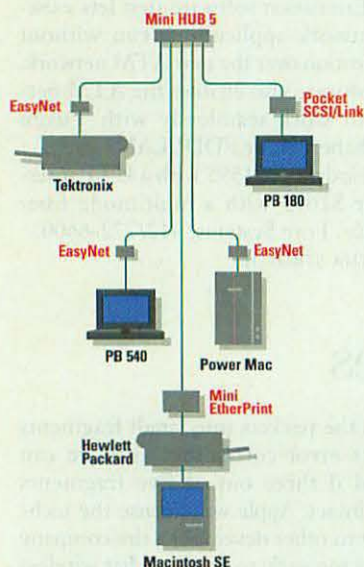 Mini HUB 5
EasyNet
Pocket
SCSI/Link
Tektronix
PB 180
EasyNet
EasyNet
PB 540
Power Mac
Mini
EtherPrint
Hewlett
Packard
Macintosh SE